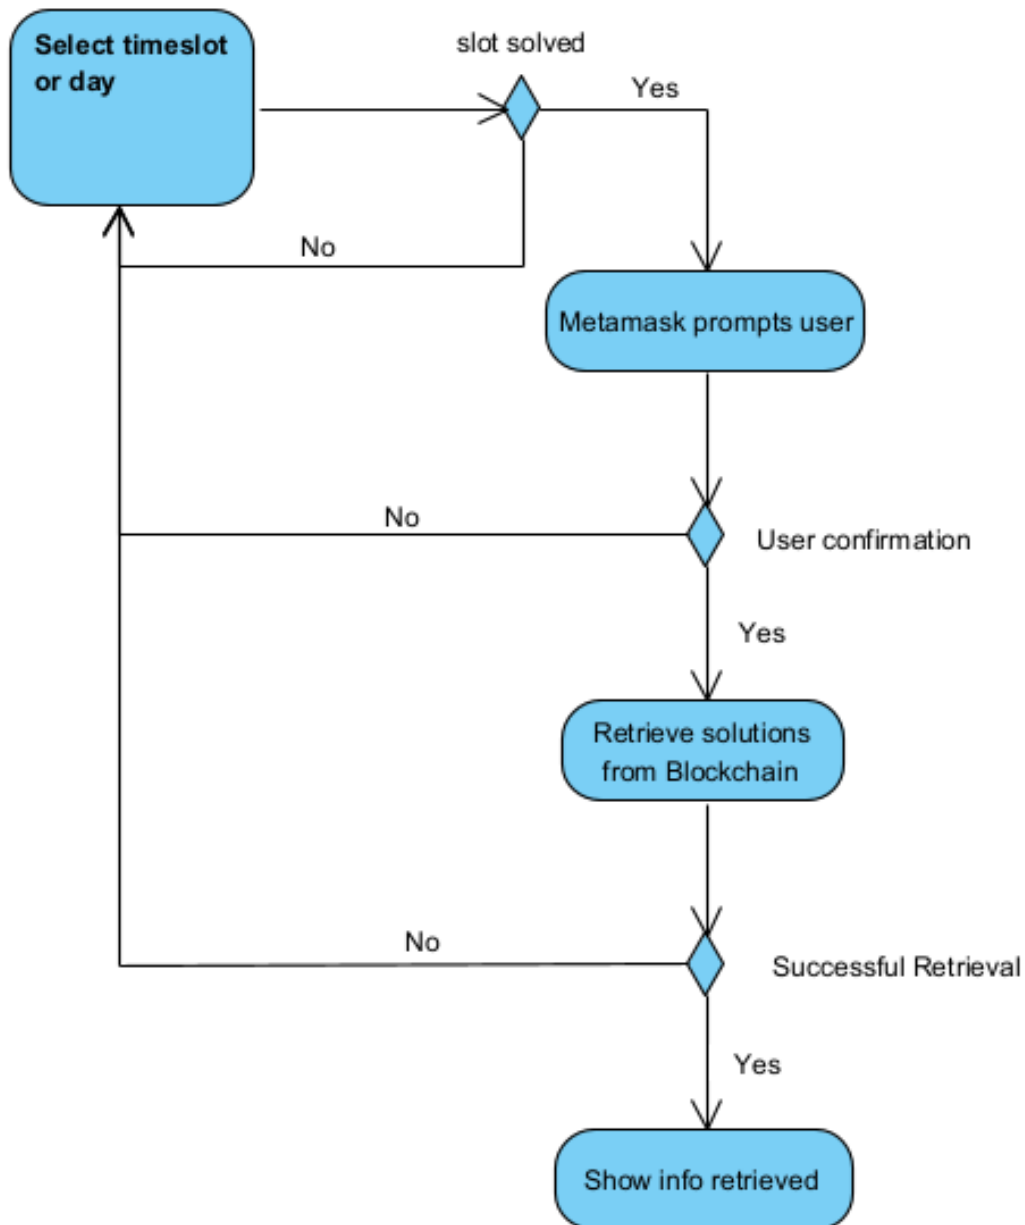 Select timeslot
or day
slot solved
Yes
No
Metamask prompts user
No
User confirmation
Yes
Retrieve solutions
from Blockchain
No
Successful Retrieval
Yes
Show info retrieved